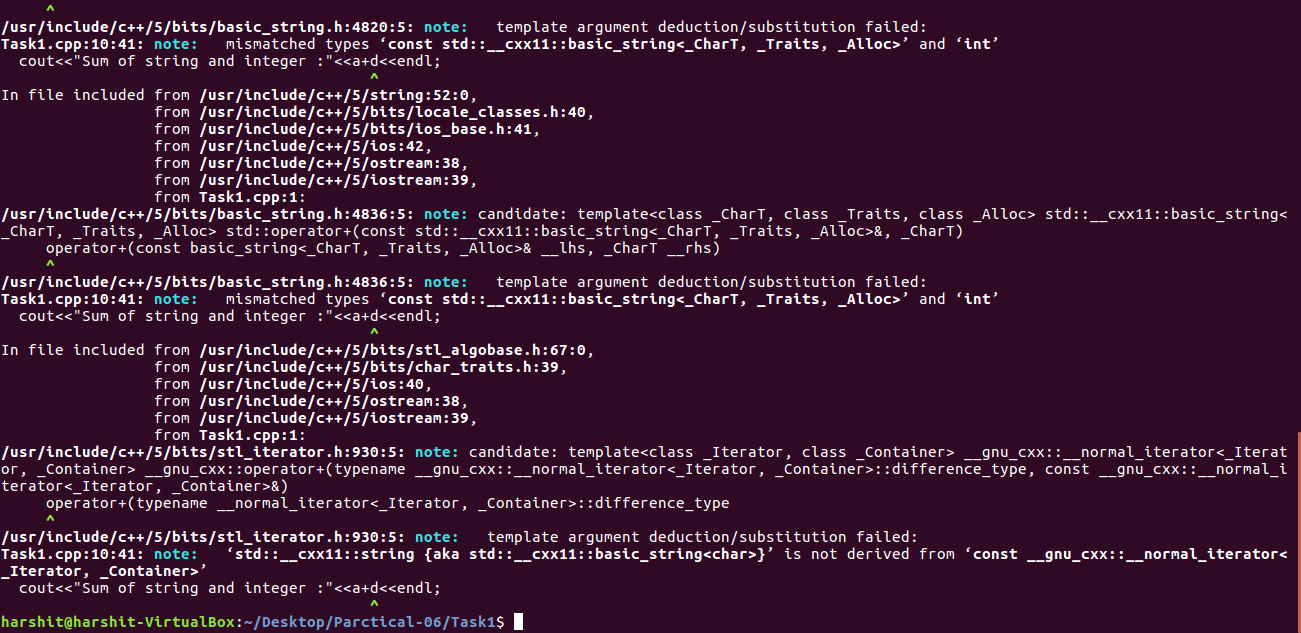 ^
/usr/include/c++/5/bits/basic_string.h:4820:5: note:   template argument deduction/substitution failed:
Task1.cpp:10:41: note:   mismatched types ‘const std::__cxx11::basic_string<_CharT, _Traits, _Alloc>’ and ‘int’
cout<<"Sum of string and integer :"<<a+d<<endl;
^
In file included from /usr/include/c++/5/string:52:0,
from /usr/include/c++/5/bits/locale_classes.h:40,
from /usr/include/c++/5/bits/ios_base.h:41,
from /usr/include/c++/5/ios:42,
from /usr/include/c++/5/ostream:38,
from /usr/include/c++/5/iostream:39,
from Task1.cpp:1:
/usr/include/c++/5/bits/basic_string.h:4836:5: note: candidate: template<class _CharT, class _Traits, class _Alloc> std::__cxx11::basic_string<
_CharT, _Traits, _Alloc> std::operator+(const std::__cxx11::basic_string<_CharT, _Traits, _Alloc>&, _CharT)
operator+(const basic_string<_CharT, _Traits, _Alloc>& __lhs, _CharT __rhs)
^
/usr/include/c++/5/bits/basic_string.h:4836:5: note:   template argument deduction/substitution failed:
Task1.cpp:10:41: note:   mismatched types ‘const std::__cxx11::basic_string<_CharT, _Traits, _Alloc>’ and ‘int’
cout<<"Sum of string and integer :"<<a+d<<endl;
^
In file included from /usr/include/c++/5/bits/stl_algobase.h:67:0,
from /usr/include/c++/5/bits/char_traits.h:39,
from /usr/include/c++/5/ios:40,
from /usr/include/c++/5/ostream:38,
from /usr/include/c++/5/iostream:39,
from Task1.cpp:1:
/usr/include/c++/5/bits/stl_iterator.h:930:5: note: candidate: template<class _Iterator, class _Container> __gnu_cxx::__normal_iterator<_Iterat
or, _Container> __gnu_cxx::operator+(typename __gnu_cxx::__normal_iterator<_Iterator, _Container>::difference_type, const __gnu_cxx::__normal_i
terator<_Iterator, _Container>&)
operator+(typename __normal_iterator<_Iterator, _Container>::difference_type
^
/usr/include/c++/5/bits/stl_iterator.h:930:5: note:   template argument deduction/substitution failed:
Task1.cpp:10:41: note:   ‘std::__cxx11::string {aka std::__cxx11::basic_string<char>}’ is not derived from ‘const __gnu_cxx::__normal_iterator<
_Iterator, _Container>’
cout<<"Sum of string and integer :"<<a+d<<endl;
^
harshit@harshit-VirtualBox:~/Desktop/Parctical-06/Task1$